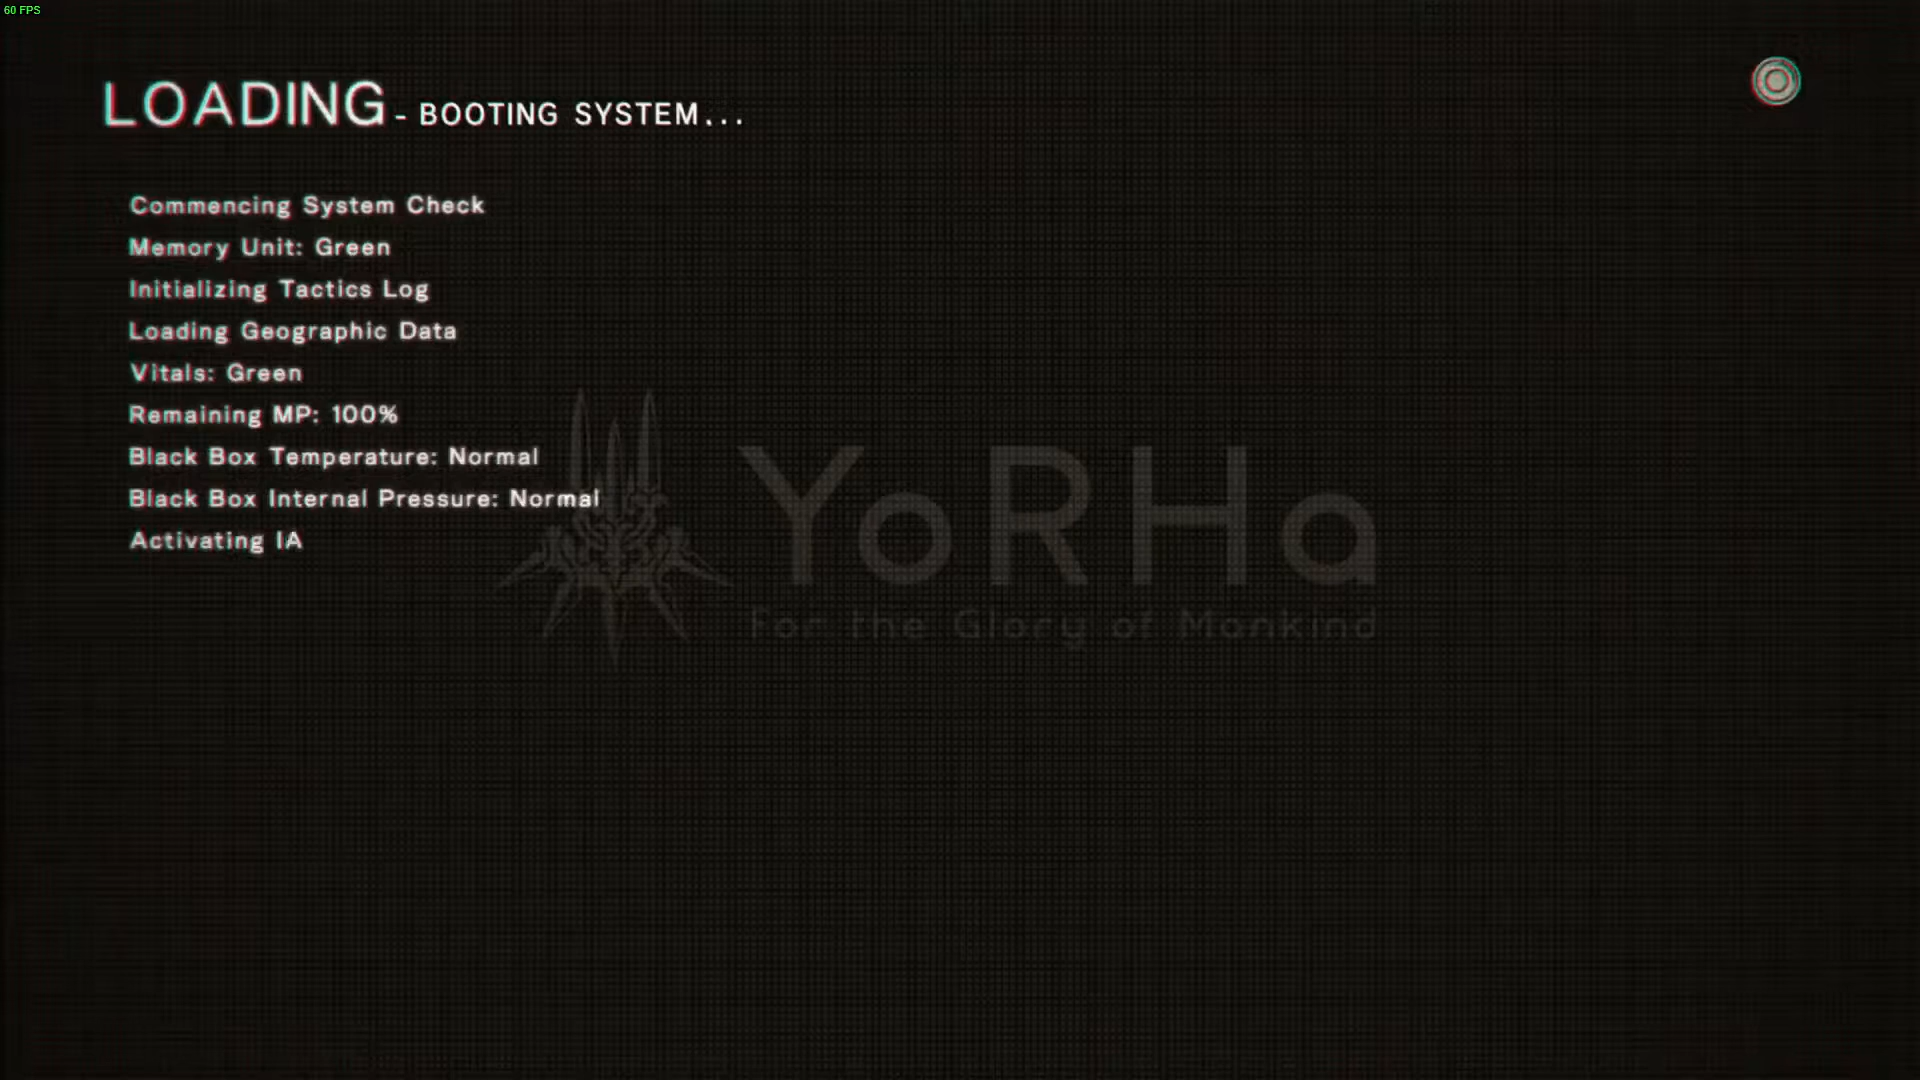 60 FPS
LOADING - BOOTING SYSTEM...
Commencing System Check
Memory Unit: Green
Initializing Tactics Log
Loading Geographic Data
Vitals: Green
Remaining MP: 100%
Black Box Temperature: Normal
Black Box Internal Pressure: Normal
Activating IA
YoRHa
For the Glory of Mankind